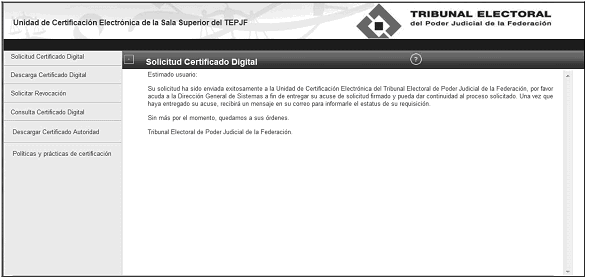 Unidad de Certificación Electrónica de la Sala Superior del TEPJF
TRIBUNAL ELECTORAL
del Poder Judicial de la Federación
Solicitud Certificado Digital
Descarga Certificado Digital
Solicitar Revocación
Consulta Certificado Digital
Descargar Certificado Autoridad
Políticas y prácticas de certificación
Solicitud Certificado Digital
?
Estimado usuario:
Su solicitud ha sido enviada exitosamente a la Unidad de Certificación Electrónica del Tribunal Electoral de Poder Judicial de la Federación, por favor
acuda a la Dirección General de Sistemas a fin de entregar su acuse de solicitud firmado y pueda dar continuidad al proceso solicitado. Una vez que
haya entregado su acuse, recibirá un mensaje en su correo para informarle el estatus de su requisición.
Sin más por el momento, quedamos a sus órdenes.
Tribunal Electoral de Poder Judicial de la Federación.